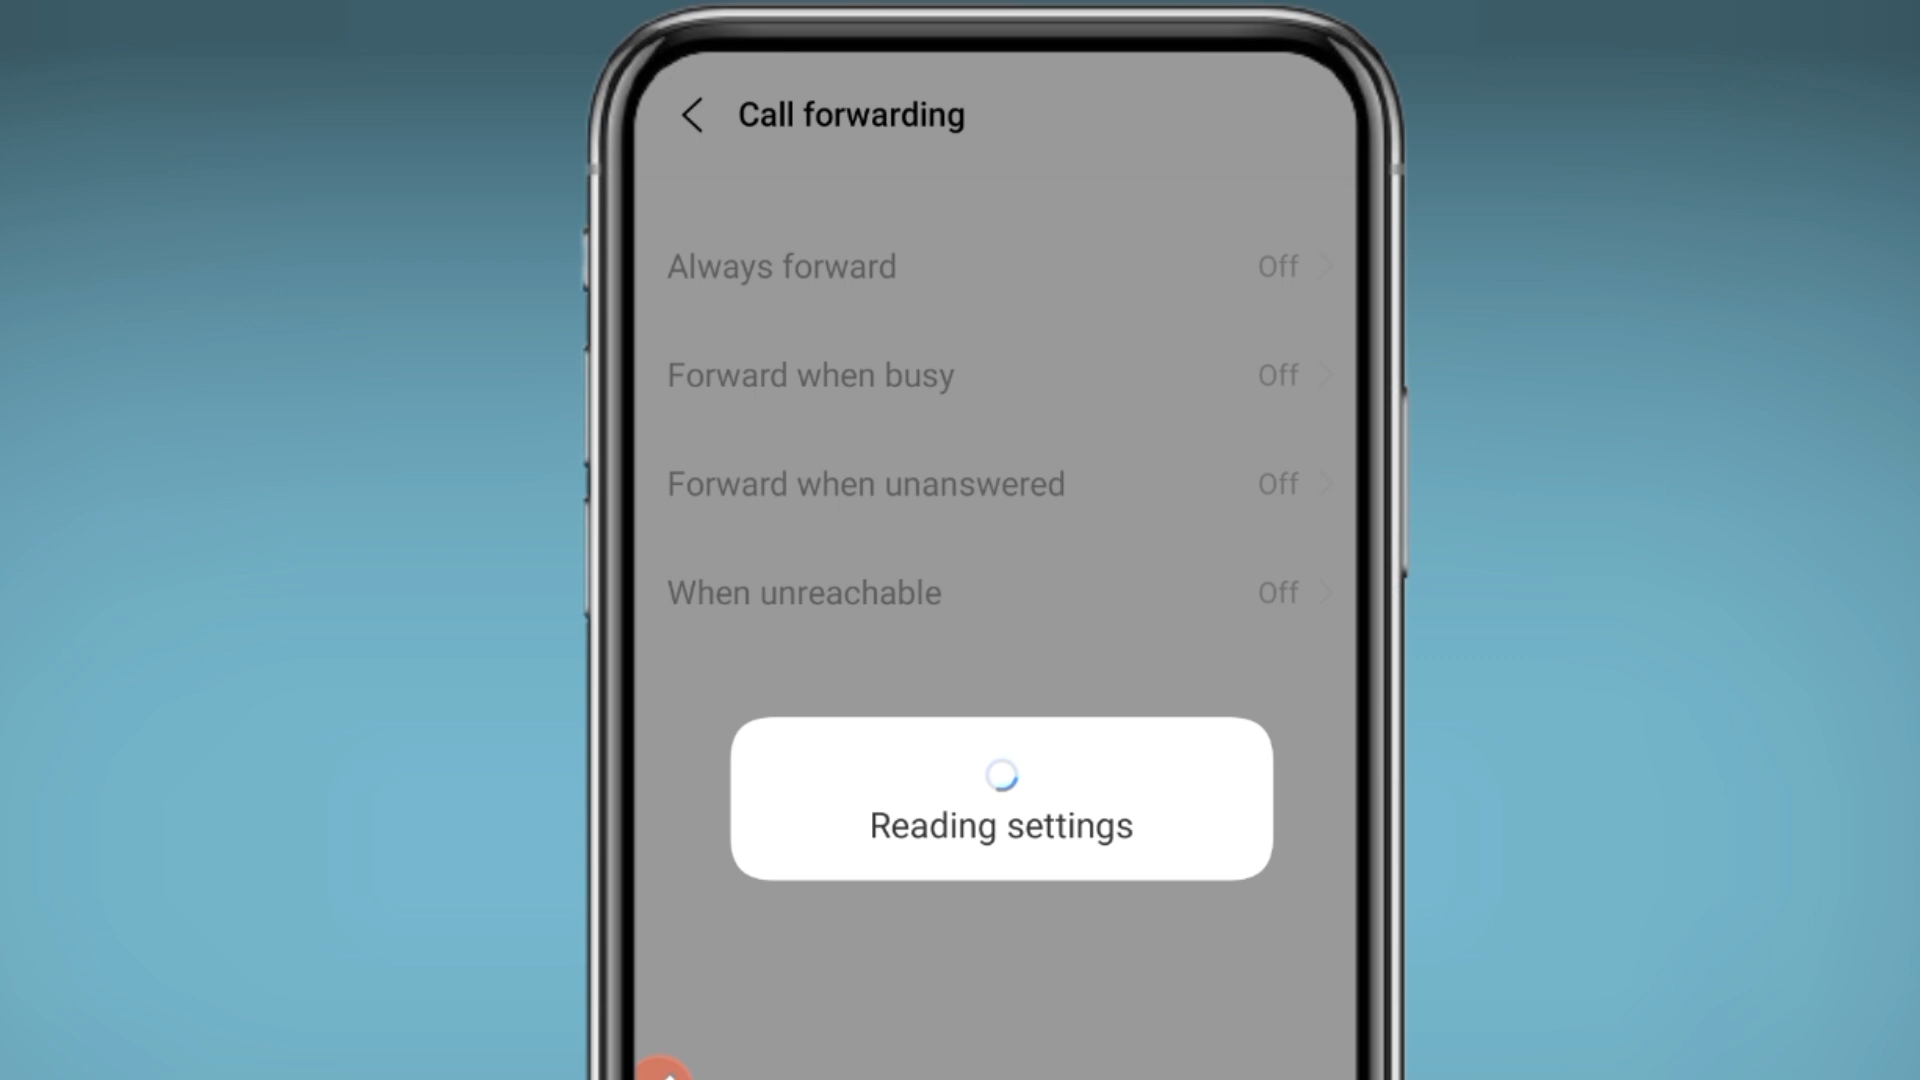 Call forwarding
Always forward Off
Forward when busy Off
Forward when unanswered Off
When unreachable Off
Reading settings